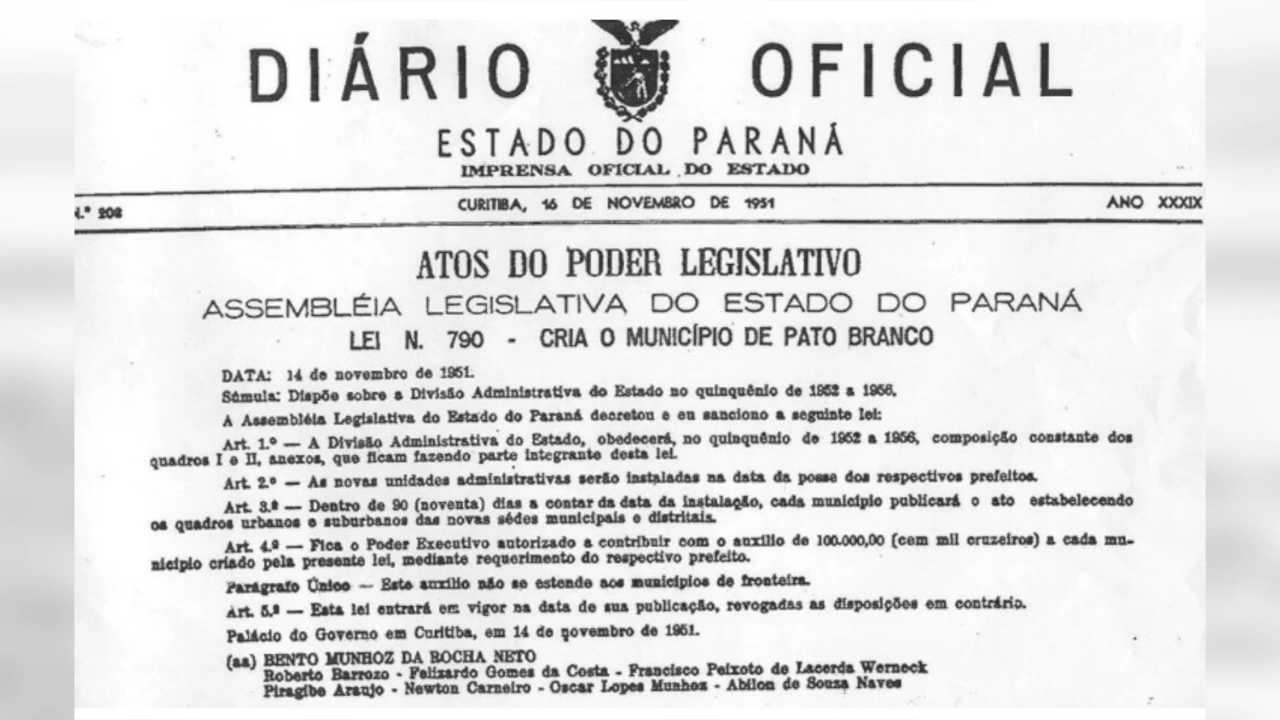 DIÁRIO OFICIAL
ESTADO DO PARANÁ
IMPRENSA OFICIAL DO ESTADO
N.º 208 CURITIBA, 16 DE NOVEMBRO DE 1951 ANO XXXIX
ATOS DO PODER LEGISLATIVO
ASSEMBLÉIA LEGISLATIVA DO ESTADO DO PARANÁ
LEI N. 790 - CRIA O MUNICÍPIO DE PATO BRANCO
DATA: 14 de novembro de 1951.
Súmula: Dispõe sobre a Divisão Administrativa do Estado no quinquênio de 1952 a 1956.
A Assembléia Legislativa do Estado do Paraná decretou e eu sanciono a seguinte lei:
Art. 1.º — A Divisão Administrativa do Estado, obedecerá, no quinquênio de 1952 a 1956, composição constante dos
quadros I e II, anexos, que ficam fazendo parte integrante desta lei.
Art. 2.º — As novas unidades administrativas serão instaladas na data da posse dos respectivos prefeitos.
Art. 3.º — Dentro de 90 (noventa) dias a contar da data da instalação, cada município publicará o ato estabelecendo
os quadros urbanos e suburbanos das novas sédes municipais e distritais.
Art. 4.º — Fica o Poder Executivo autorizado a contribuir com o auxilio de 100.000,00 (cem mil cruzeiros) a cada mu-
nicípio criado pela presente lei, mediante requerimento do respectivo prefeito.
Parágrafo Único — Este auxílio não se estende aos municípios de fronteira.
Art. 5.º — Esta lei entrará em vigor na data de sua publicação, revogadas as disposições em contrário.
Palácio do Governo em Curitiba, em 14 de novembro de 1951.
(aa) BENTO MUNHOZ DA ROCHA NETO
Roberto Barrozo - Felizardo Gomes da Costa - Francisco Peixoto de Lacerda Werneck
Piragibe Araujo - Newton Carneiro - Oscar Lopes Munhoz - Abilon de Souza Naves